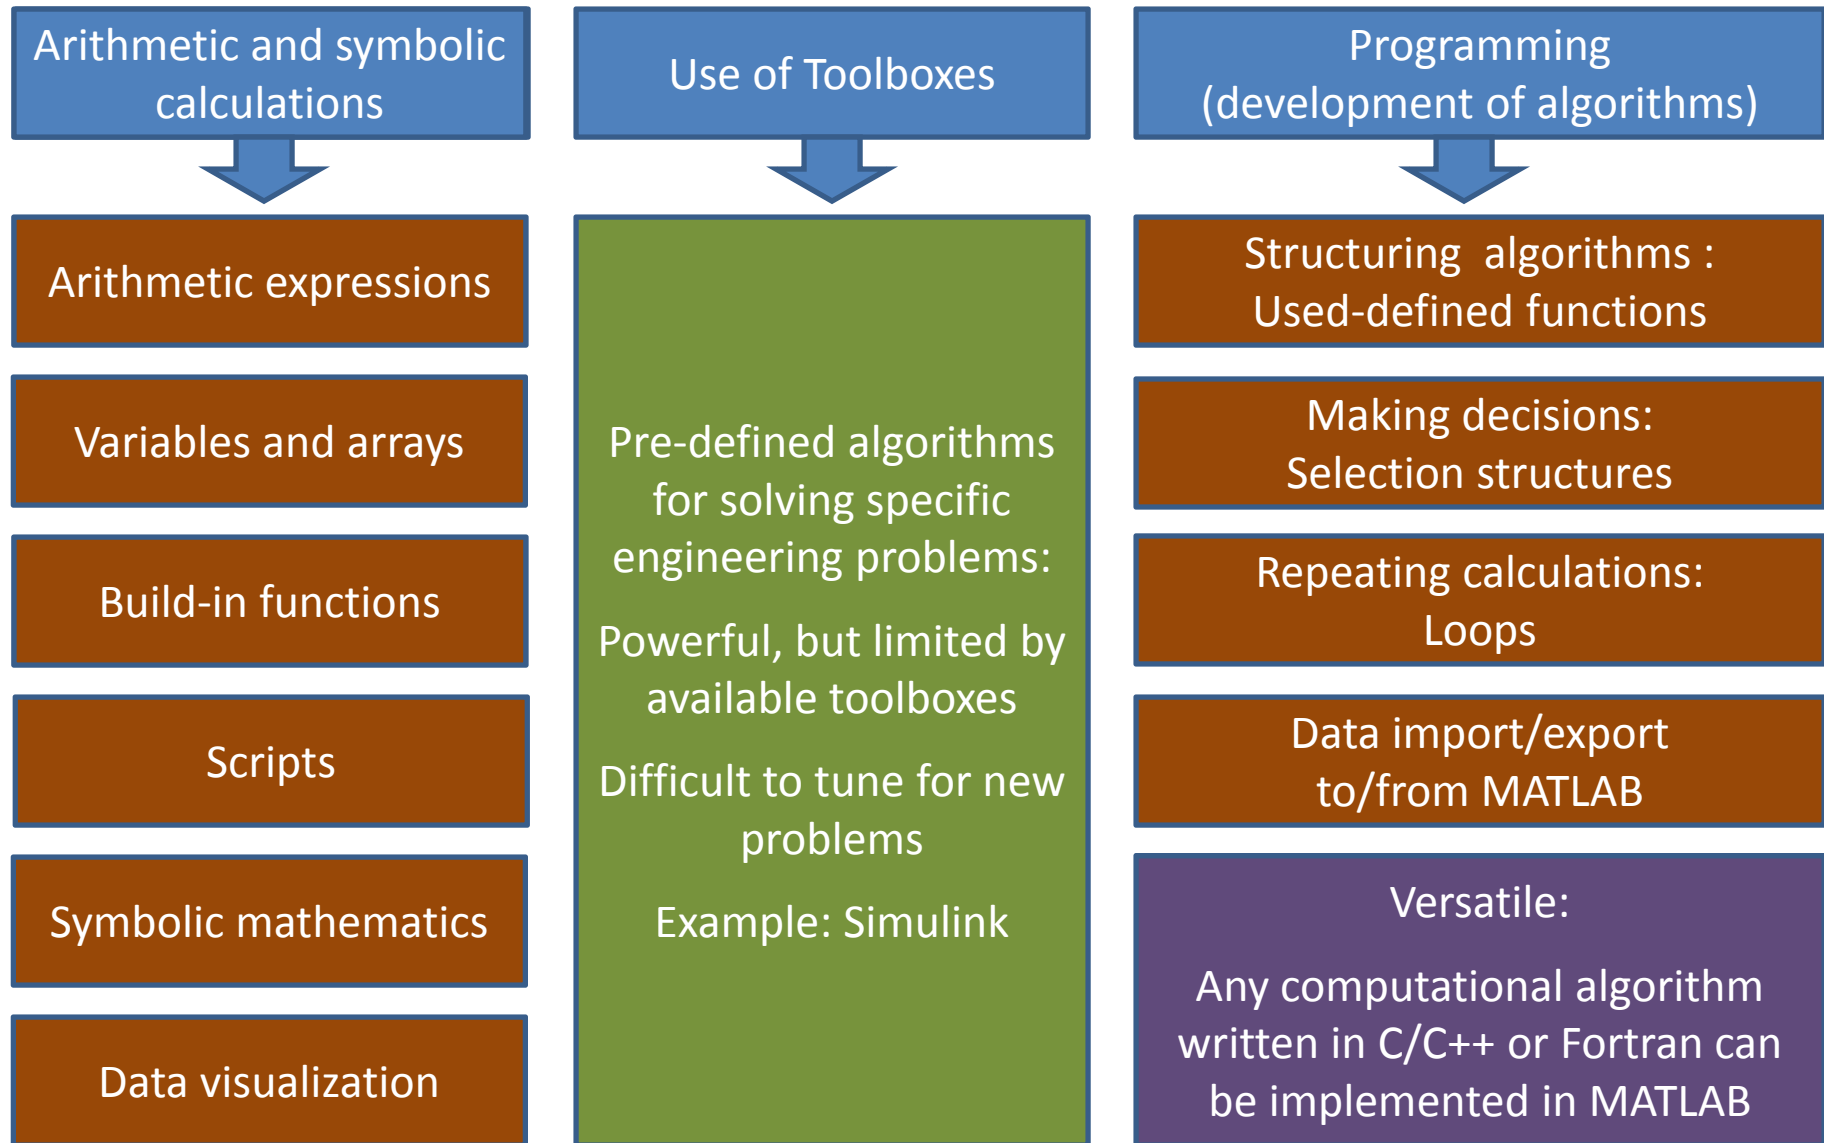 Arithmetic and symbolic
calculations
Arithmetic expressions
Variables and arrays
Build-in functions
Scripts
Symbolic mathematics
Data visualization
Use of Toolboxes
Pre-defined algorithms
for solving specific
engineering problems:
Powerful, but limited by
available toolboxes
Difficult to tune for new
problems
Example: Simulink
Programming
(development of algorithms)
Structuring algorithms :
Used-defined functions
Making decisions:
Selection structures
Repeating calculations:
Loops
Data import/export
to/from MATLAB
Versatile:
Any computational algorithm
written in C/C++ or Fortran can
be implemented in MATLAB